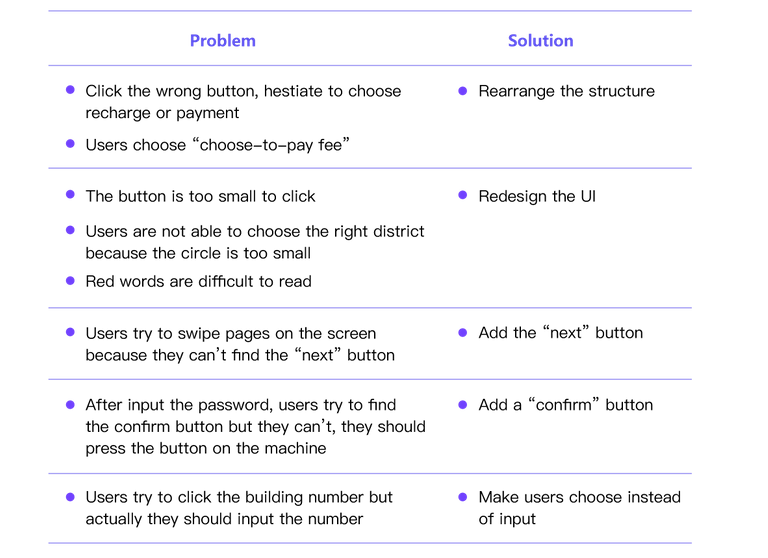 Problem
Solution
Click the wrong button, hestiate to choose
recharge or payment
Users choose “choose-to-pay fee”
Rearrange the structure
The button is too small to click
Users are not able to choose the right district
because the circle is too small
Red words are difficult to read
Redesign the UI
Users try to swipe pages on the screen
because they can’t find the “next” button
Add the “next” button
After input the password, users try to find
the confirm button but they can’t, they should
press the button on the machine
Add a “confirm” button
Users try to click the building number but
actually they should input the number
Make users choose instead
of input